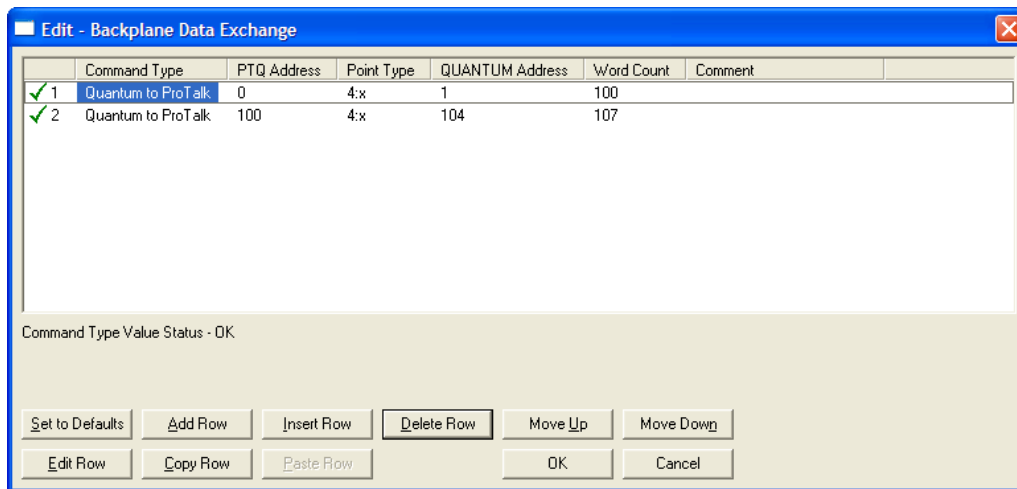 Edit - Backplane Data Exchange
Command Type PTQ Address Point Type QUANTUM Address Word Count Comment
1 Quantum to ProTalk 0 4:x 1 100
2 Quantum to ProTalk 100 4:x 104 107
Command Type Value Status - OK
Set to Defaults Add Row Insert Row Delete Row Move Up Move Down
Edit Row Copy Row Paste Row OK Cancel